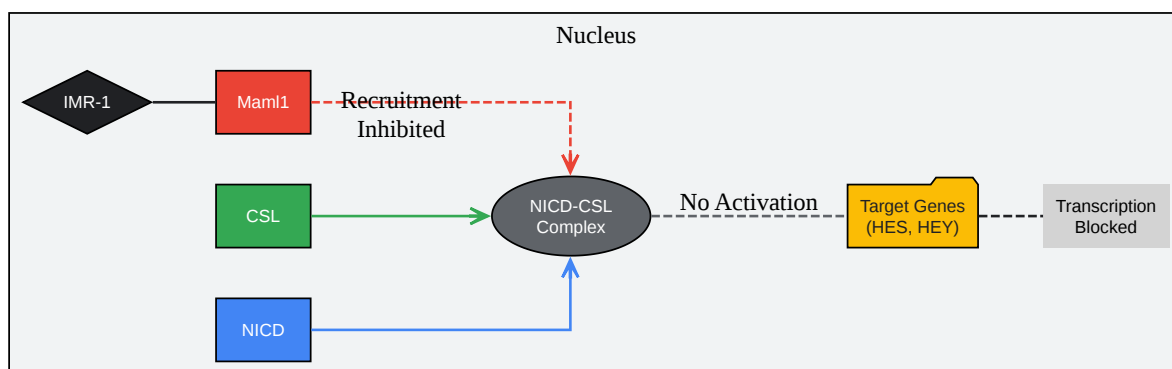 Nucleus
IMR-1
Maml1
Recruitment
Inhibited
CSL
NICD-CSL
Complex
No Activation
Target Genes
(HES, HEY)
Transcription
Blocked
NICD